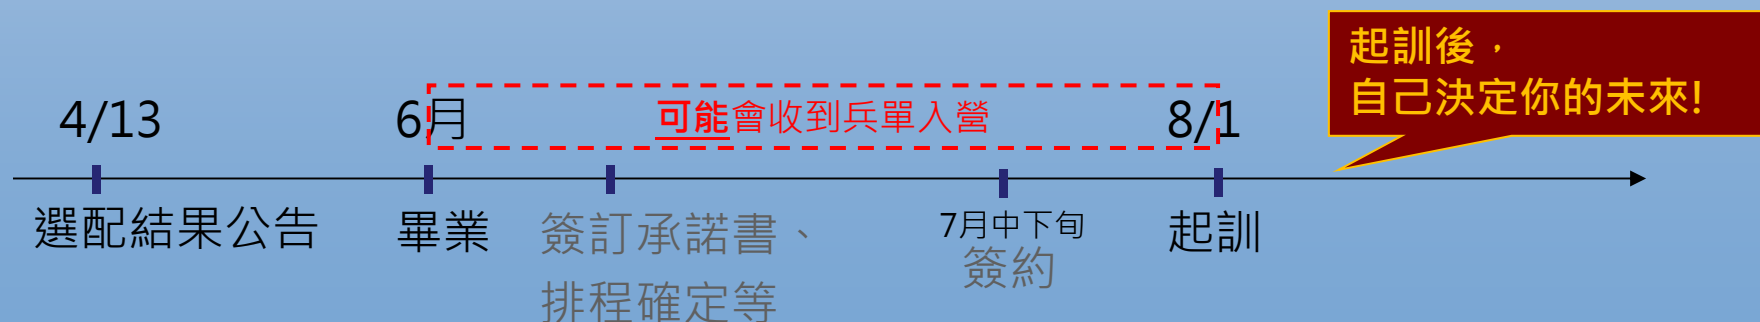 起訓後，
自己決定你的未來!
4/13
6月
可能會收到兵單入營
8/1
選配結果公告
畢業
簽訂承諾書、
排程確定等
7月中下旬
簽約
起訓